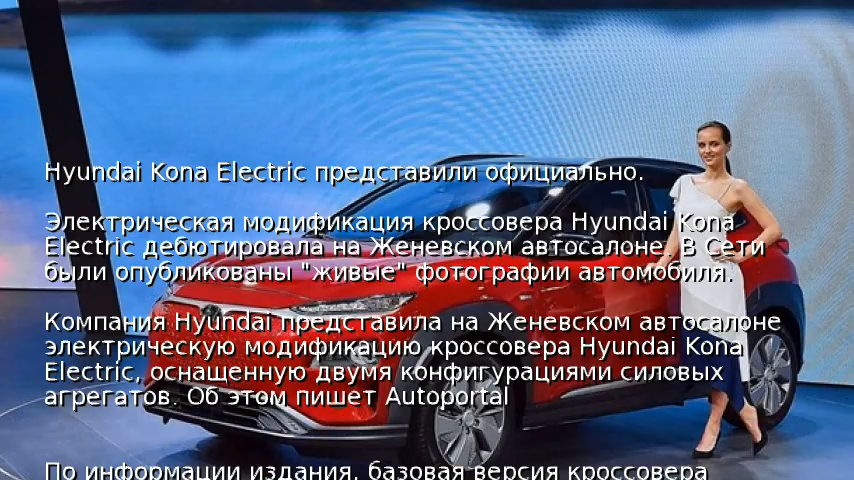 Hyundai Kona Electric представили официально.
Электрическая модификация кроссовера Hyundai Kona
Electric дебютировала на Женевском автосалоне. В Сети
были опубликованы "живые" фотографии автомобиля.
Компания Hyundai представила на Женевском автосалоне
электрическую модификацию кроссовера Hyundai Kona
Electric, оснащенную двумя конфигурациями силовых
агрегатов. Об этом пишет Autoportal
По информации издания, базовая версия кроссовера